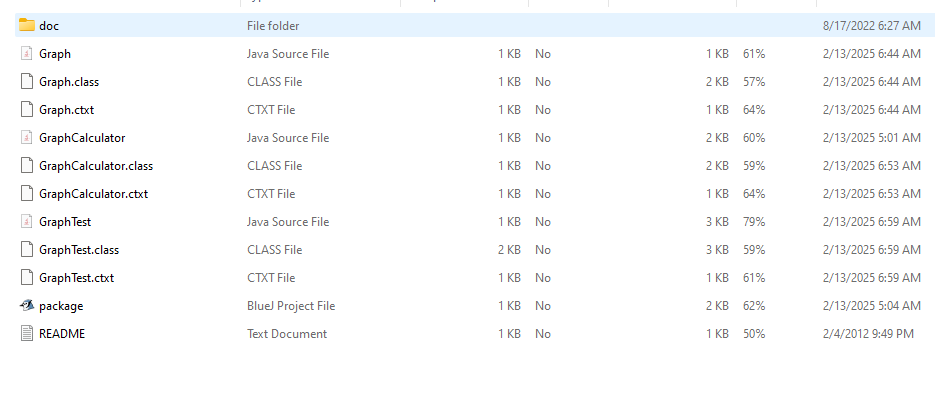 doc File folder 8/17/2022 6:27 AM
Graph Java Source File 1 KB No 1 KB 61% 2/13/2025 6:44 AM
Graph.class CLASS File 1 KB No 2 KB 57% 2/13/2025 6:44 AM
Graph.ctxt CTXT File 1 KB No 1 KB 64% 2/13/2025 6:44 AM
GraphCalculator Java Source File 1 KB No 2 KB 60% 2/13/2025 5:01 AM
GraphCalculator.class CLASS File 1 KB No 2 KB 59% 2/13/2025 6:53 AM
GraphCalculator.ctxt CTXT File 1 KB No 1 KB 64% 2/13/2025 6:53 AM
GraphTest Java Source File 1 KB No 3 KB 79% 2/13/2025 6:59 AM
GraphTest.class CLASS File 2 KB No 3 KB 59% 2/13/2025 6:59 AM
GraphTest.ctxt CTXT File 1 KB No 1 KB 61% 2/13/2025 6:59 AM
package BlueJ Project File 1 KB No 2 KB 62% 2/13/2025 5:04 AM
README Text Document 1 KB No 1 KB 50% 2/4/2012 9:49 PM